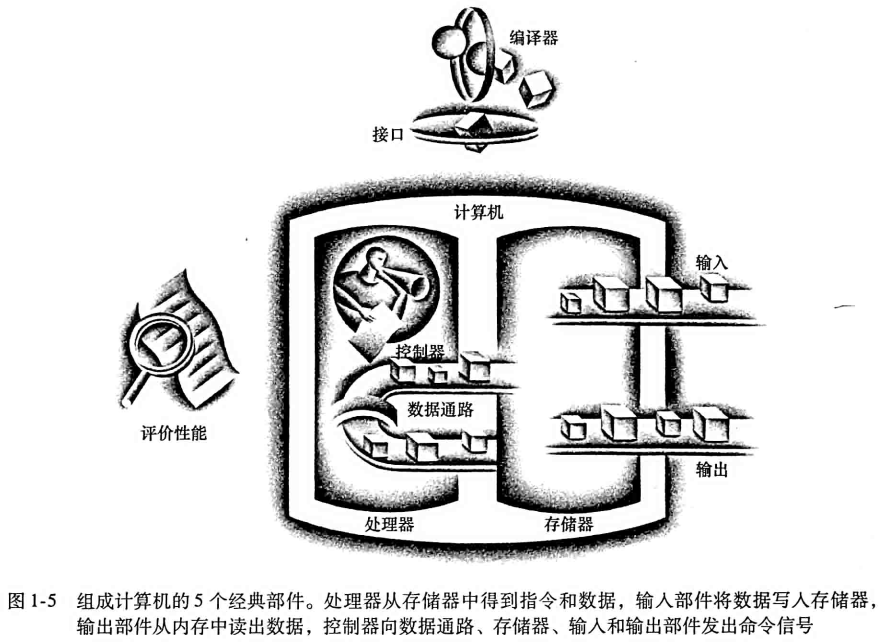 编译器
接口
计算机
输入
控制器
数据通路
评价性能
输出
处理器
存储器
图 1-5 组成计算机的 5 个经典部件。处理器从存储器中得到指令和数据，输入部件将数据写入存储器，
输出部件从内存中读出数据，控制器向数据通路、存储器、输入和输出部件发出命令信号